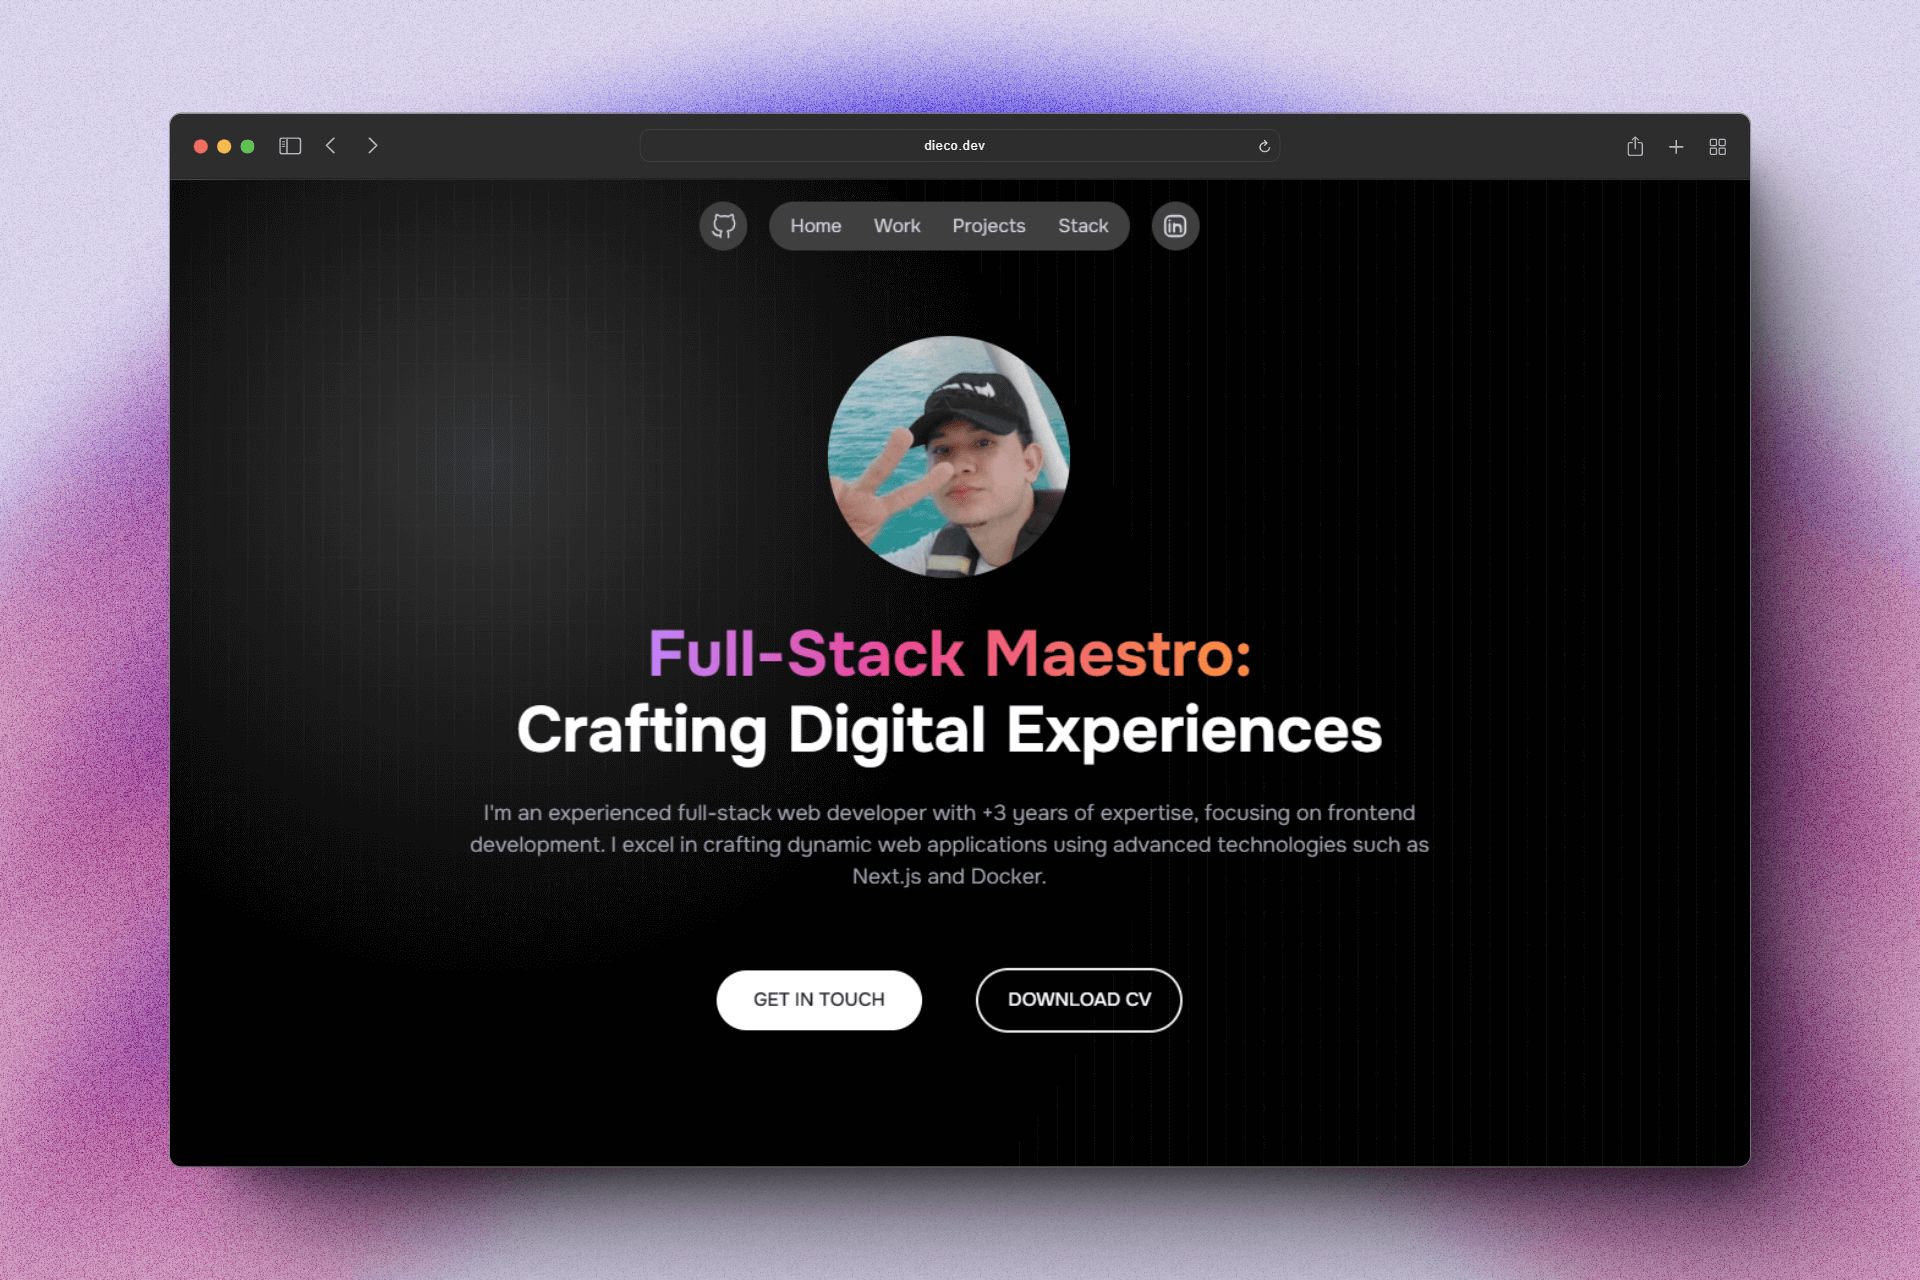 dieco.dev
Home Work Projects Stack
in
Full-Stack Maestro:
Crafting Digital Experiences
I'm an experienced full-stack web developer with +3 years of expertise, focusing on frontend
development. I excel in crafting dynamic web applications using advanced technologies such as
Next.js and Docker.
GET IN TOUCH DOWNLOAD CV